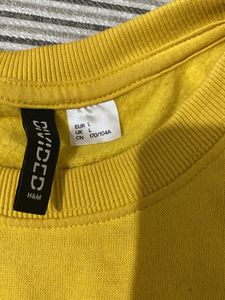 DIVIDED
H&M
EUR L
UK L
CN 170/104A